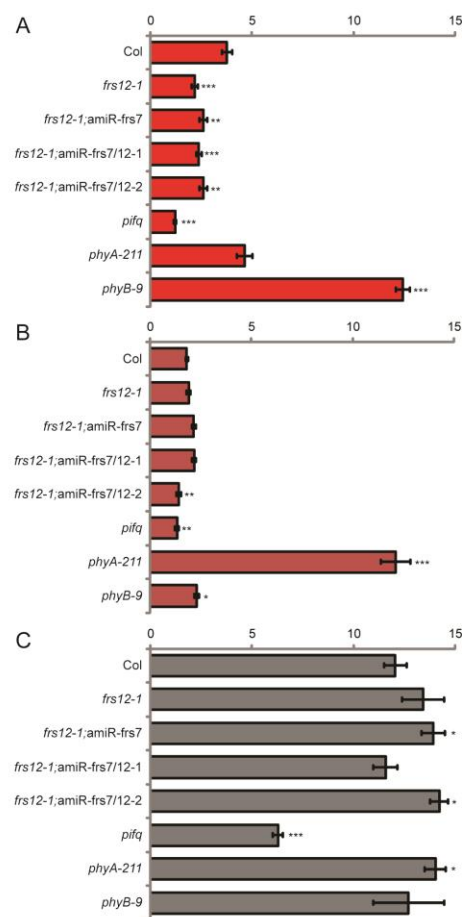 A
0 5 10 15
Col
frs12-1 ***
frs12-1;amiR-frs7 **
frs12-1;amiR-frs7/12-1 ***
frs12-1;amiR-frs7/12-2 **
pifq ***
phyA-211
phyB-9 ***
B
0 5 10 15
Col
frs12-1
frs12-1;amiR-frs7
frs12-1;amiR-frs7/12-1
frs12-1;amiR-frs7/12-2 **
pifq **
phyA-211 ***
phyB-9 *
C
0 5 10 15
Col
frs12-1
frs12-1;amiR-frs7 *
frs12-1;amiR-frs7/12-1
frs12-1;amiR-frs7/12-2 *
pifq ***
phyA-211 *
phyB-9